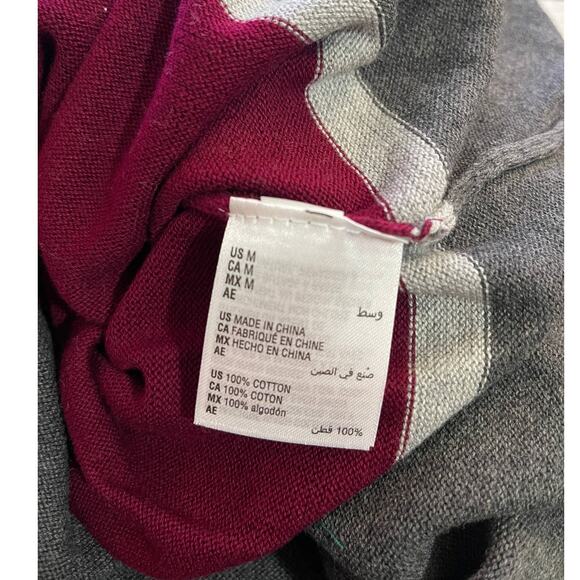 US M
CA M
MX M
AE
وسط
US MADE IN CHINA
CA FABRIQUÉ EN CHINE
MX HECHO EN CHINA
AE
صُنع في الصين
US 100% COTTON
CA 100% COTON
MX 100% algodón
AE
100% قطن